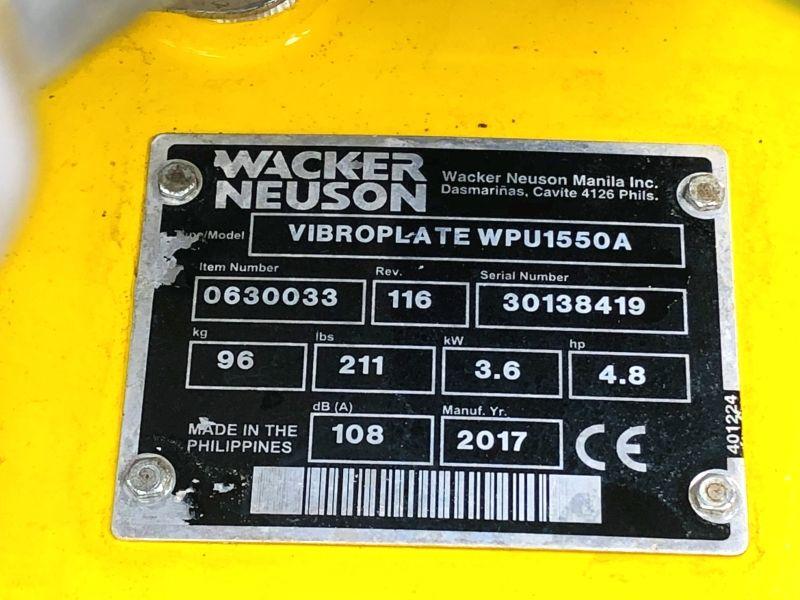 WACKER
NEUSON
Wacker Neuson Manila Inc.
Dasmariñas, Cavite 4126 Phils.
Type/Model
VIBROPLATE WPU1550A
Item Number
Rev.
Serial Number
0630033
116
30138419
kg
lbs
kW
hp
96
211
3.6
4.8
dB (A)
Manuf. Yr.
MADE IN THE
PHILIPPINES
108
2017
CE
401224